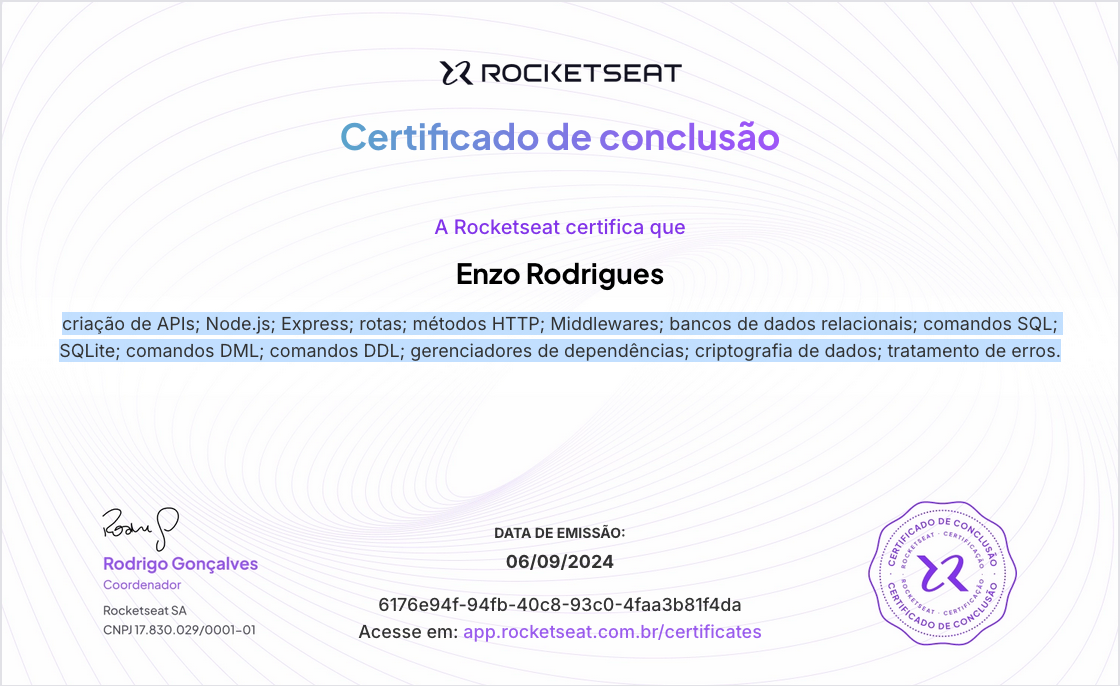 ROCKETSEAT
Certificado de conclusão
A Rocketseat certifica que
Enzo Rodrigues
criação de APIs; Node.js; Express; rotas; métodos HTTP; Middlewares; bancos de dados relacionais; comandos SQL;
SQLite; comandos DML; comandos DDL; gerenciadores de dependências; criptografia de dados; tratamento de erros.
Rodrigo Gonçalves
Coordenador
Rocketseat SA
CNPJ 17.830.029/0001-01
DATA DE EMISSÃO:
06/09/2024
6176e94f-94fb-40c8-93c0-4faa3b81f4da
Acesse em: app.rocketseat.com.br/certificates
CERTIFICADO DE CONCLUSÃO
ROCKETSEAT · CERTIFICAÇÃO
ROCKETSEAT · CERTIFICAÇÃO
CERTIFICADO DE CONCLUSÃO